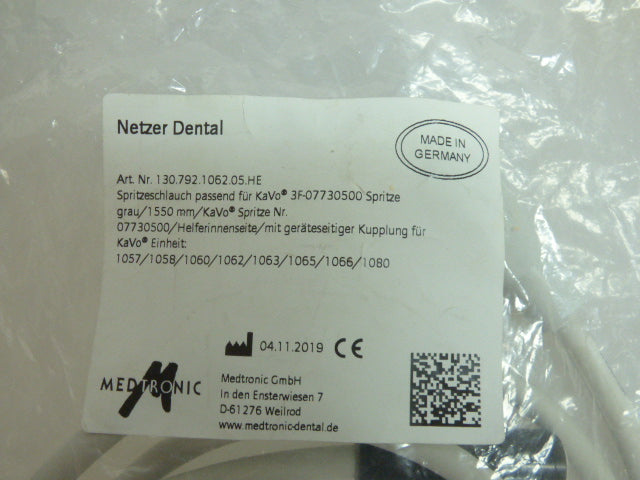 Netzer Dental
MADE IN
GERMANY
Art. Nr. 130.792.1062.05.HE
Spritzeschlauch passend für KaVo® 3F-07730500 Spritze
grau/1550 mm/KaVo® Spritze Nr.
07730500/Helferinnenseite/mit geräteseitiger Kupplung für
KaVo® Einheit:
1057/1058/1060/1062/1063/1065/1066/1080
04.11.2019 CE
MEDTRONIC
Medtronic GmbH
In den Ensterwiesen 7
D-61276 Weilrod
www.medtronic-dental.de